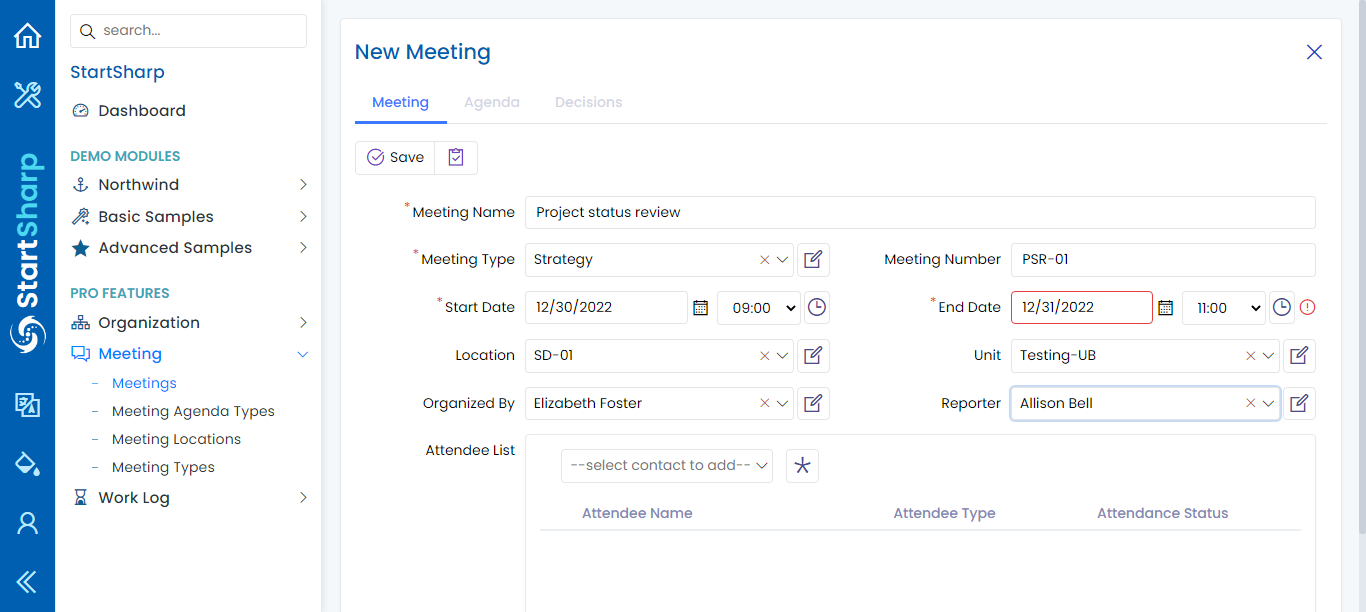 StartSharp
search...
StartSharp
Dashboard
DEMO MODULES
Northwind
Basic Samples
Advanced Samples
PRO FEATURES
Organization
Meeting
– Meetings
– Meeting Agenda Types
– Meeting Locations
– Meeting Types
Work Log
New Meeting
Meeting Agenda Decisions
Save
*Meeting Name Project status review
*Meeting Type Strategy Meeting Number PSR-01
*Start Date 12/30/2022 09:00 *End Date 12/31/2022 11:00
Location SD-01 Unit Testing-UB
Organized By Elizabeth Foster Reporter Allison Bell
Attendee List --select contact to add--
Attendee Name Attendee Type Attendance Status